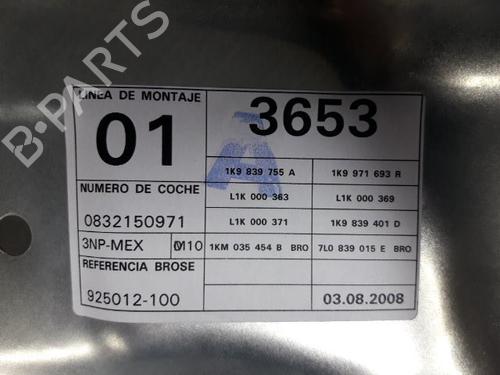 B-PARTS
LINEA DE MONTAJE
01
3653
A
1K9 839 755 A
1K9 971 693 R
NUMERO DE COCHE
L1K 000 363
L1K 000 369
0832150971
L1K 000 371
1K9 839 401 D
3NP-MEX
M10
1KM 035 454 B BRO
7L0 839 015 E BRO
REFERENCIA BROSE
925012-100
03.08.2008